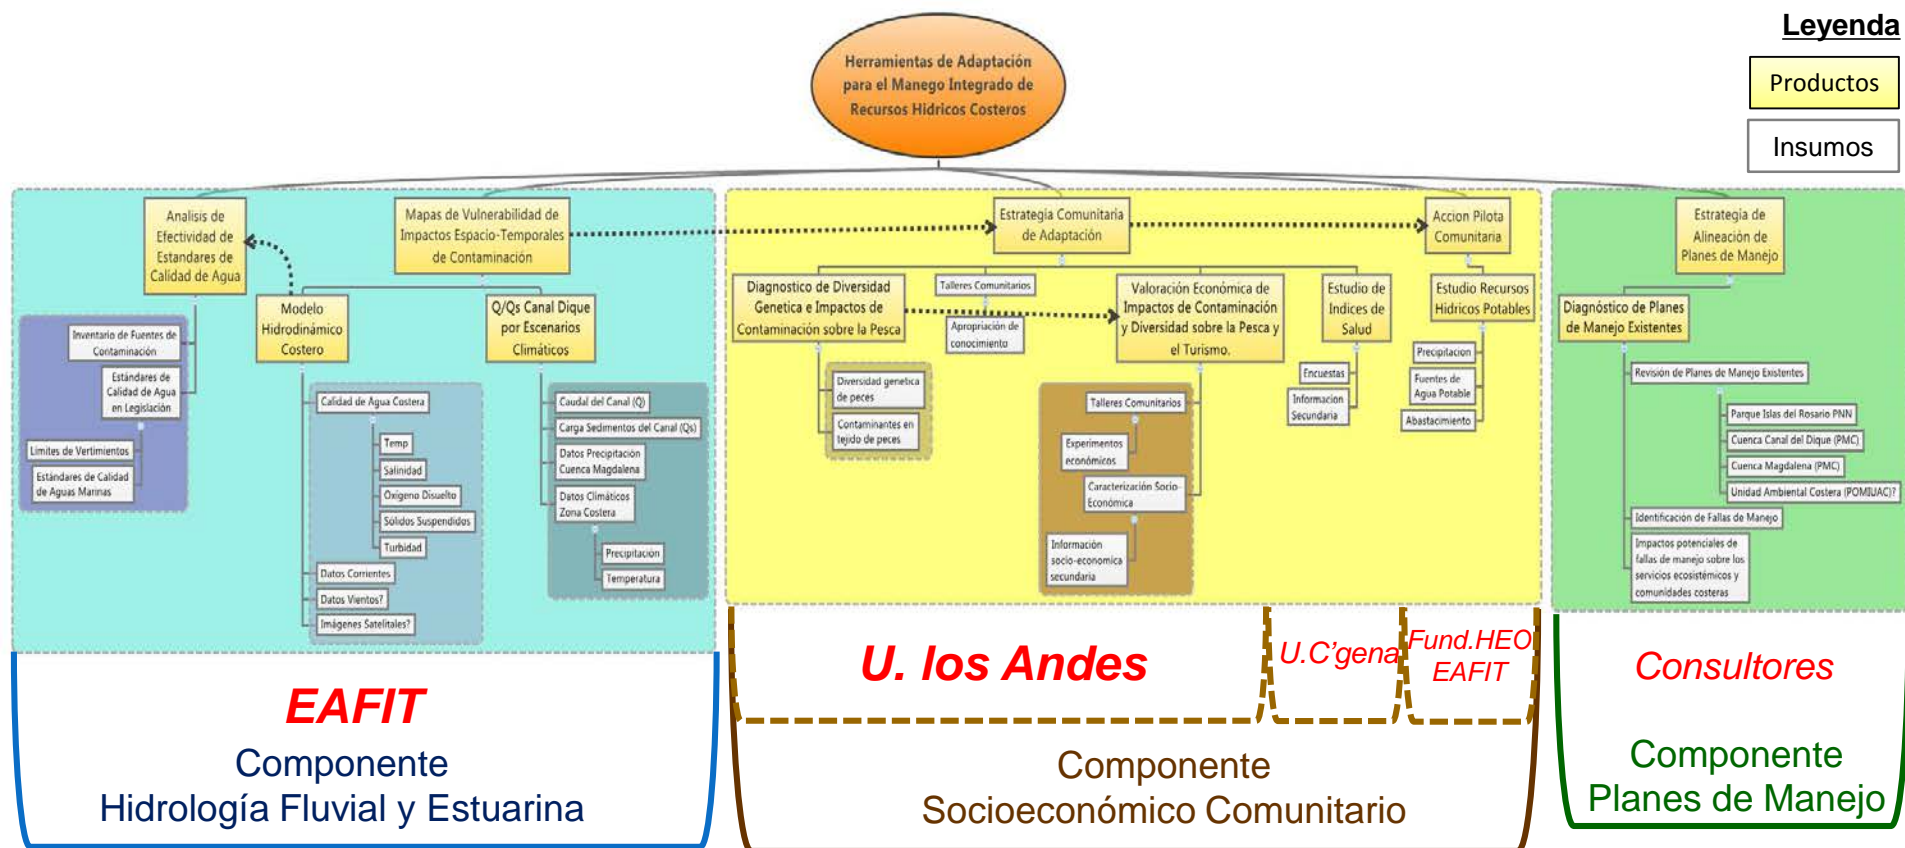 Leyenda
Productos
Insumos
Herramientas de Adaptación
para el Manego Integrado de
Recursos Hidricos Costeros
Analisis de
Efectividad de
Estandares de
Calidad de Agua
Mapas de Vulnerabilidad de
Impactos Espacio-Temporales
de Contaminación
Modelo
Hidrodinámico
Costero
Q/Qs Canal Dique
por Escenarios
Climáticos
Inventario de Fuentes de
Contaminación
Estándares de
Calidad de Agua
en Legislación
Limites de Vertimientos
Estándares de Calidad
de Aguas Marinas
Calidad de Agua Costera
Temp
Salinidad
Oxígeno Disuelto
Sólidos Suspendidos
Turbidad
Datos Corrientes
Datos Vientos?
Imágenes Satelitales?
Caudal del Canal (Q)
Carga Sedimentos del Canal (Qs)
Datos Precipitación
Cuenca Magdalena
Datos Climáticos
Zona Costera
Precipitación
Temperatura
Estrategia Comunitaria
de Adaptación
Accion Pilota
Comunitaria
Diagnostico de Diversidad
Genetica e Impactos de
Contaminación sobre la Pesca
Talleres Comunitarios
Apropriación de
conocimiento
Valoración Económica de
Impactos de Contaminación
y Diversidad sobre la Pesca y
el Turismo.
Estudio de
Indices de
Salud
Estudio Recursos
Hidricos Potables
Diversidad genetica
de peces
Contaminantes en
tejido de peces
Talleres Comunitarios
Experimentos
económicos
Caracterización Socio-
Económica
Información
socio-economica
secundaria
Encuestas
Informacion
Secundaria
Precipitacion
Fuentes de
Agua Potable
Abastacimiento
Estrategia de
Alineación de
Planes de Manejo
Diagnóstico de Planes
de Manejo Existentes
Revisión de Planes de Manejo Existentes
Parque Islas del Rosario PNN
Cuenca Canal del Dique (PMC)
Cuenca Magdalena (PMC)
Unidad Ambiental Costera (POMIUAC)?
Identificación de Fallas de Manejo
Impactos potenciales de
fallas de manejo sobre los
servicios ecosistémicos y
comunidades costeras
EAFIT
Componente
Hidrología Fluvial y Estuarina
U. los Andes
U.C'gena
Fund.HEO
EAFIT
Componente
Socioeconómico Comunitario
Consultores
Componente
Planes de Manejo